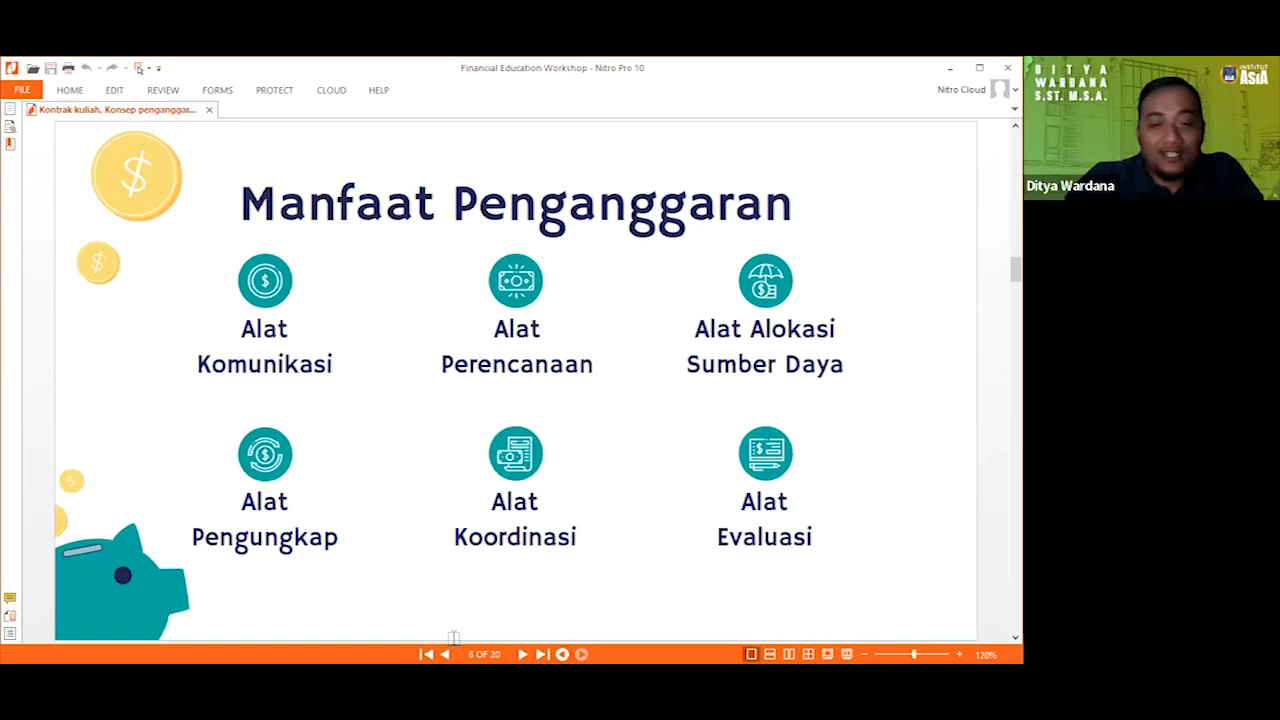 Financial Education Workshop - Nitro Pro 10
FILE HOME EDIT REVIEW FORMS PROTECT CLOUD HELP
Nitro Cloud
Kontrak kuliah, Konsep penganggar...
Manfaat Penganggaran
Alat
Komunikasi
Alat
Perencanaan
Alat Alokasi
Sumber Daya
Alat
Pengungkap
Alat
Koordinasi
Alat
Evaluasi
6 OF 20
120%
DITYA
WARDANA
S.ST. M.S.A.
INSTITUT
ASIA
Ditya Wardana